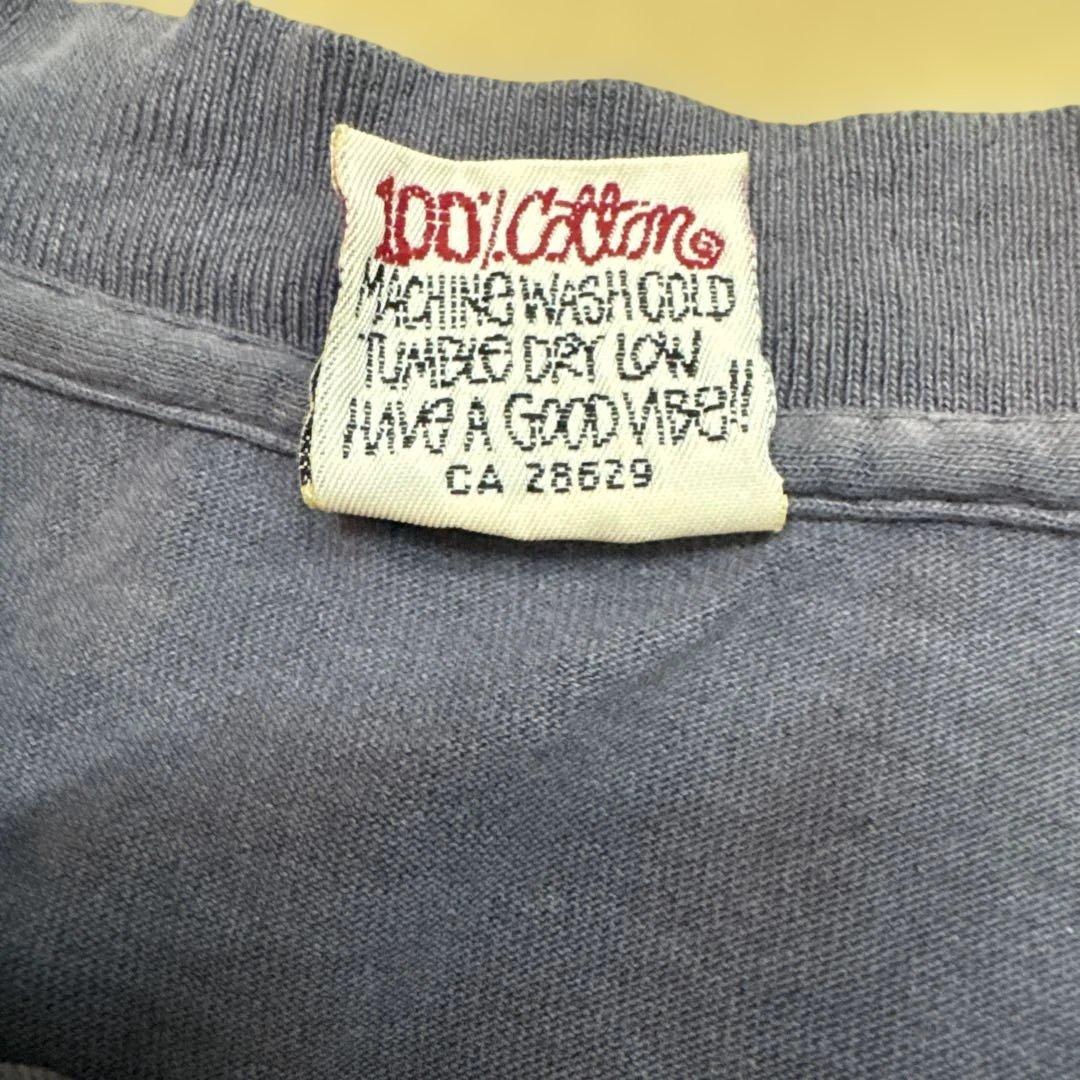 100% Cotton
MACHINE WASH COLD
TUMBLE DRY LOW
HAVE A GOOD VIBE!!!
CA 28629